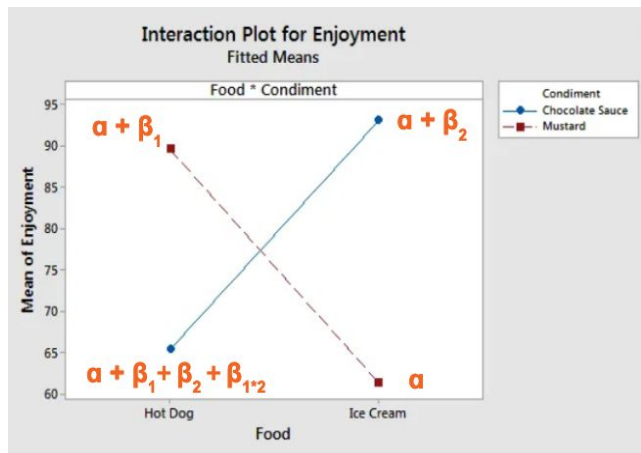 Interaction Plot for Enjoyment
Fitted Means
Food * Condiment
Condiment
Chocolate Sauce
Mustard
Mean of Enjoyment
95
90
85
80
75
70
65
60
α + β₁
α + β₂
α + β₁+ β₂ + β₁*₂
α
Hot Dog
Ice Cream
Food